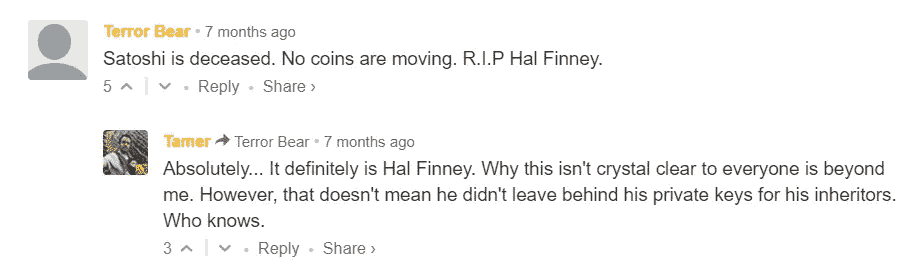 Terror Bear • 7 months ago
Satoshi is deceased. No coins are moving. R.I.P Hal Finney.
5 | • Reply • Share ›
Tamer Terror Bear • 7 months ago
Absolutely... It definitely is Hal Finney. Why this isn't crystal clear to everyone is beyond
me. However, that doesn't mean he didn't leave behind his private keys for his inheritors.
Who knows.
3 | • Reply • Share ›